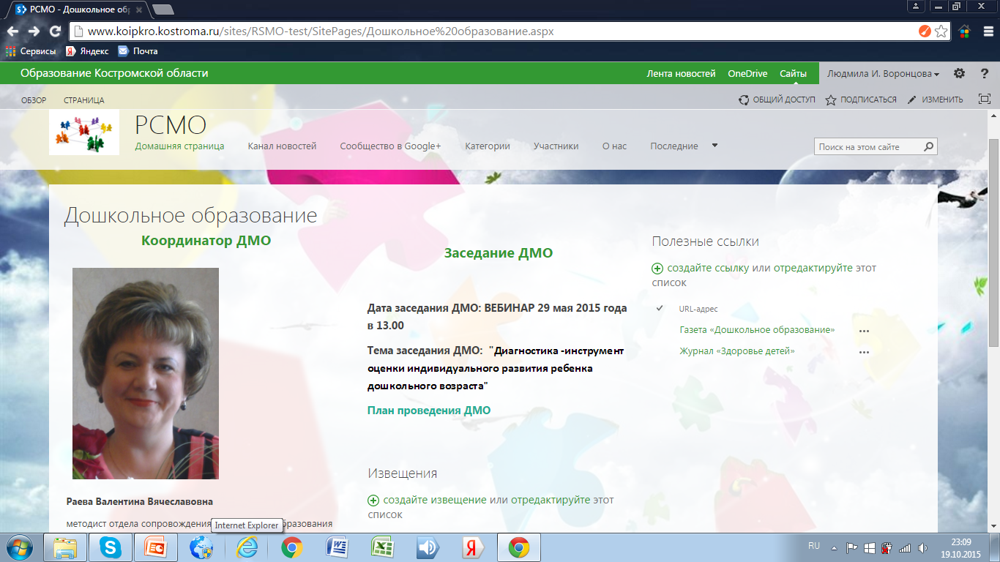 РСМО - Дошкольное об
www.koipkro.kostroma.ru/sites/RSMO-test/SitePages/Дошкольное%20образование.aspx
Сервисы Яндекс Почта
Образование Костромской области Лента новостей OneDrive Сайты Людмила И. Воронцова
ОБЗОР СТРАНИЦА ОБЩИЙ ДОСТУП ПОДПИСАТЬСЯ ИЗМЕНИТЬ
РСМО
Домашняя страница Канал новостей Сообщество в Google+ Категории Участники О нас Последние Поиск на этом сайте
Дошкольное образование
Координатор ДМО
Раева Валентина Вячеславовна
методист отдела сопровождения бразования
Internet Explorer
Заседание ДМО
Дата заседания ДМО: ВЕБИНАР 29 мая 2015 года
в 13.00
Тема заседания ДМО: "Диагностика -инструмент
оценки индивидуального развития ребенка
дошкольного возраста"
План проведения ДМО
Извещения
создайте извещение или отредактируйте этот
список
Полезные ссылки
создайте ссылку или отредактируйте этот
список
URL-адрес
Газета «Дошкольное образование» ...
Журнал «Здоровье детей» ...
RU 23:09
19.10.2015